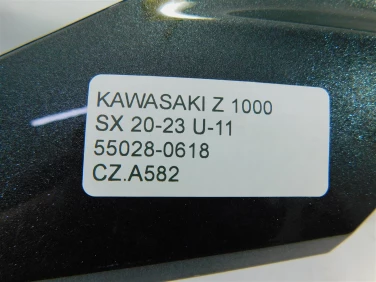 KAWASAKI Z 1000
SX 20-23 U-11
55028-0618
CZ.A582